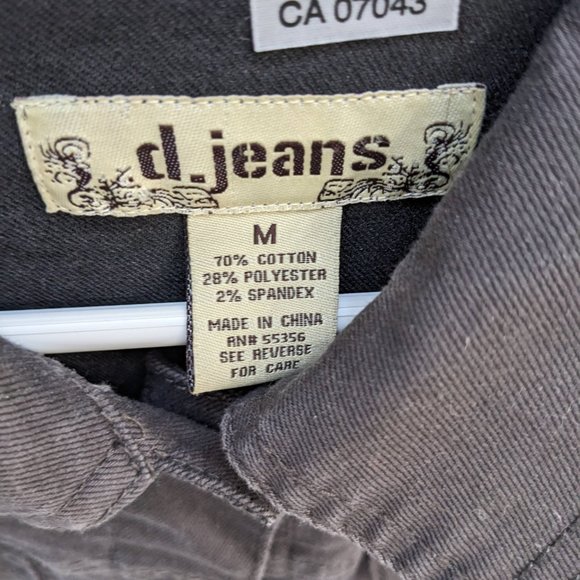 CA 07043
d.jeans
M
70% COTTON
28% POLYESTER
2% SPANDEX
MADE IN CHINA
RN# 55356
SEE REVERSE
FOR CARE